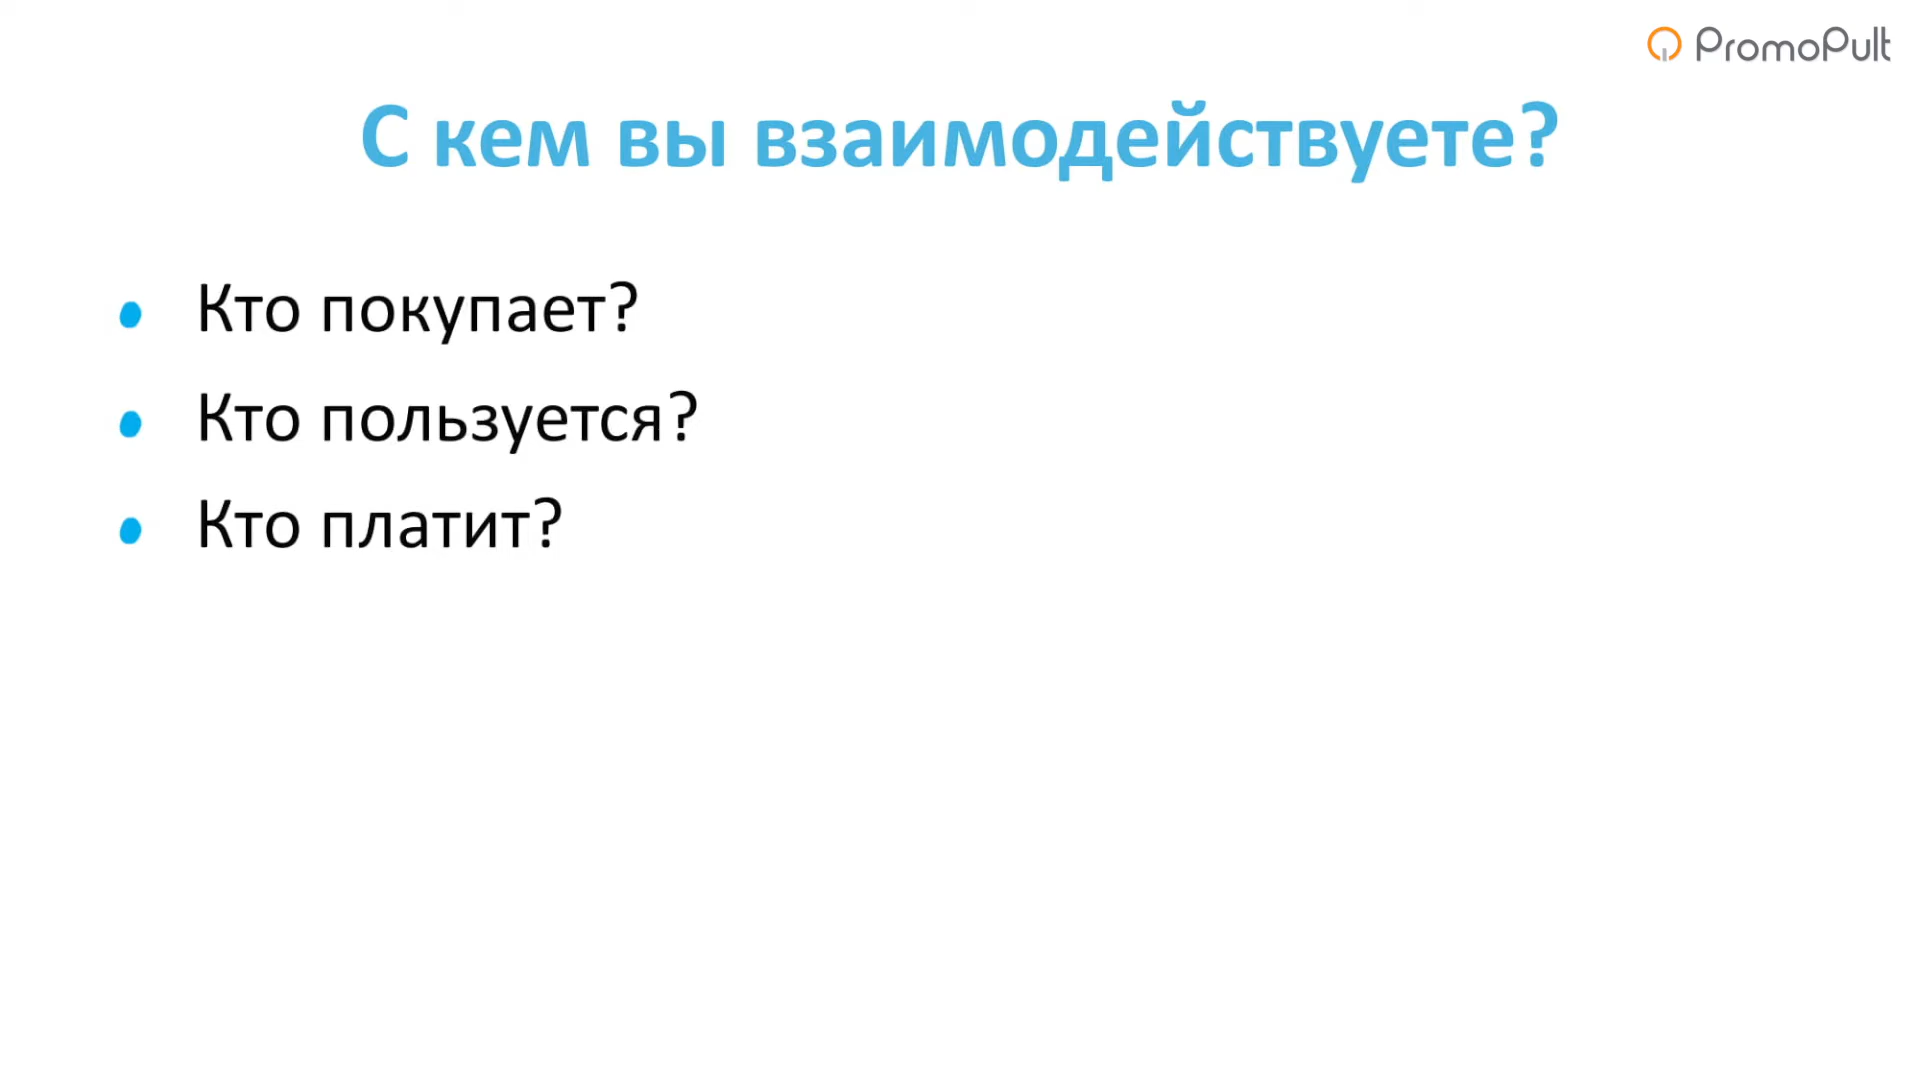 PromoPult
С кем вы взаимодействуете?
Кто покупает?
Кто пользуется?
Кто платит?